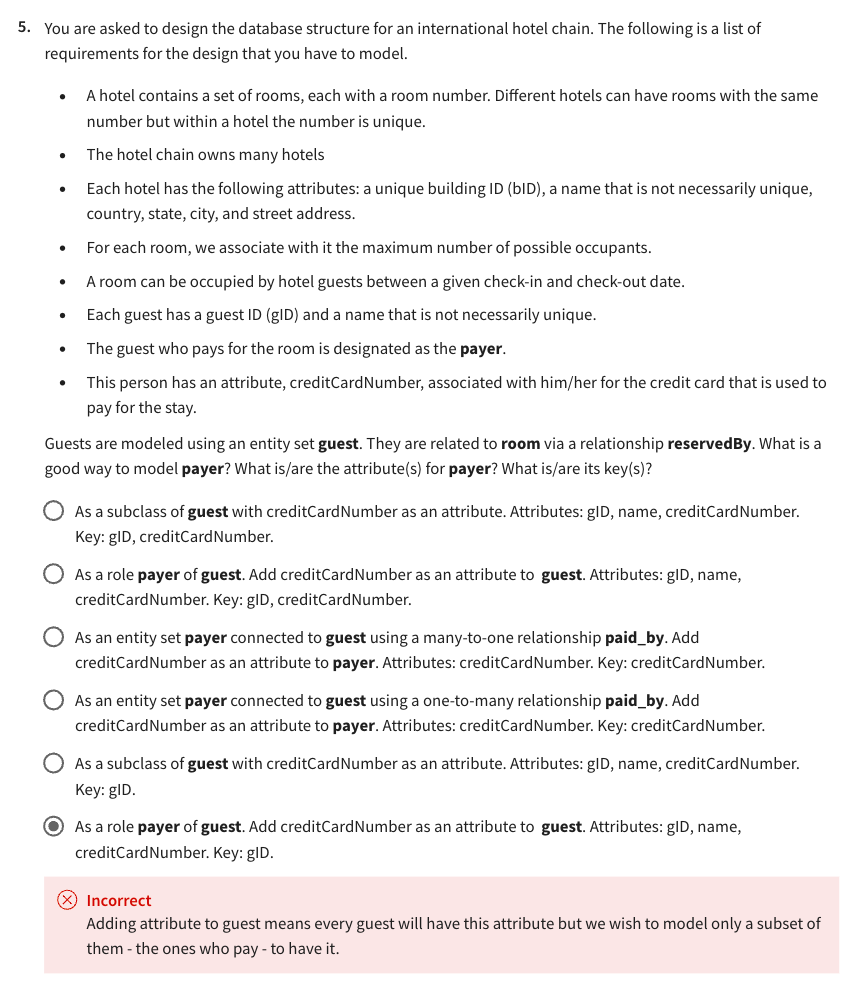 5. You are asked to design the database structure for an international hotel chain. The following is a list of
requirements for the design that you have to model.
• A hotel contains a set of rooms, each with a room number. Different hotels can have rooms with the same
number but within a hotel the number is unique.
• The hotel chain owns many hotels
• Each hotel has the following attributes: a unique building ID (bID), a name that is not necessarily unique,
country, state, city, and street address.
• For each room, we associate with it the maximum number of possible occupants.
• A room can be occupied by hotel guests between a given check-in and check-out date.
• Each guest has a guest ID (gID) and a name that is not necessarily unique.
• The guest who pays for the room is designated as the payer.
• This person has an attribute, creditCardNumber, associated with him/her for the credit card that is used to
pay for the stay.
Guests are modeled using an entity set guest. They are related to room via a relationship reservedBy. What is a
good way to model payer? What is/are the attribute(s) for payer? What is/are its key(s)?
As a subclass of guest with creditCardNumber as an attribute. Attributes: gID, name, creditCardNumber.
Key: gID, creditCardNumber.
As a role payer of guest. Add creditCardNumber as an attribute to guest. Attributes: gID, name,
creditCardNumber. Key: gID, creditCardNumber.
As an entity set payer connected to guest using a many-to-one relationship paid_by. Add
creditCardNumber as an attribute to payer. Attributes: creditCardNumber. Key: creditCardNumber.
As an entity set payer connected to guest using a one-to-many relationship paid_by. Add
creditCardNumber as an attribute to payer. Attributes: creditCardNumber. Key: creditCardNumber.
As a subclass of guest with creditCardNumber as an attribute. Attributes: gID, name, creditCardNumber.
Key: gID.
As a role payer of guest. Add creditCardNumber as an attribute to guest. Attributes: gID, name,
creditCardNumber. Key: gID.
Incorrect
Adding attribute to guest means every guest will have this attribute but we wish to model only a subset of
them - the ones who pay - to have it.